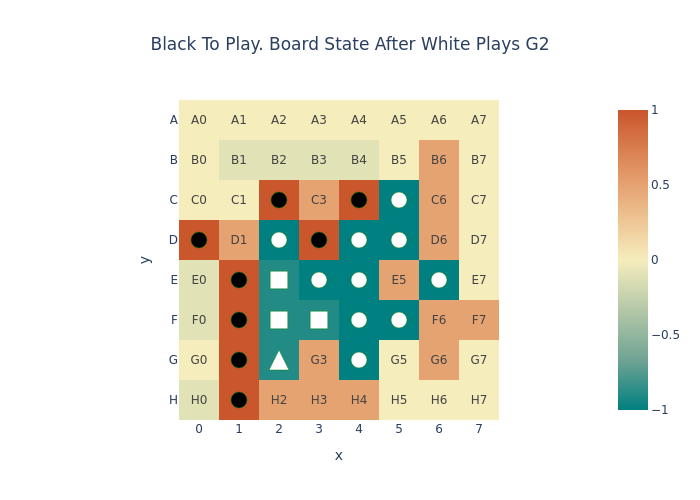 Black To Play. Board State After White Plays G2
A A0 A1 A2 A3 A4 A5 A6 A7
B B0 B1 B2 B3 B4 B5 B6 B7
C C0 C1 C3 C6 C7
D D1 D6 D7
E E0 E5 E7
F F0 F6 F7
G G0 G3 G5 G6 G7
H H0 H2 H3 H4 H5 H6 H7
0 1 2 3 4 5 6 7
x
y
1
0.5
0
−0.5
−1